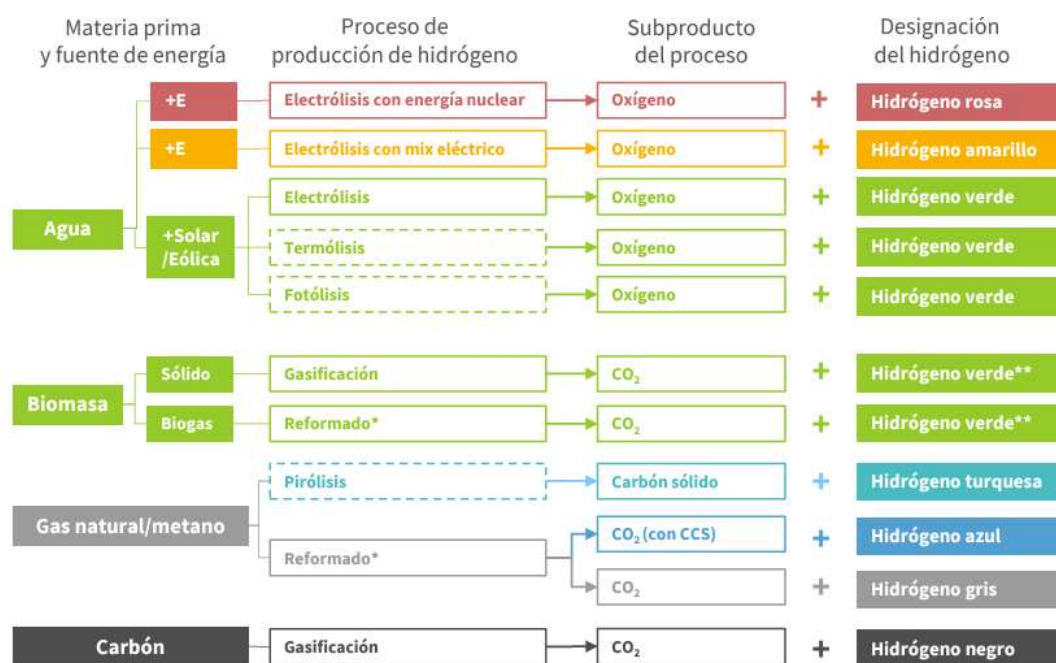 Materia prima
y fuente de energía
Proceso de
producción de hidrógeno
Subproducto
del proceso
Designación
del hidrógeno
+E
Electrólisis con energía nuclear
Oxígeno
+
Hidrógeno rosa
+E
Electrólisis con mix eléctrico
Oxígeno
+
Hidrógeno amarillo
Agua
+Solar
/Eólica
Electrólisis
Oxígeno
+
Hidrógeno verde
Termólisis
Oxígeno
+
Hidrógeno verde
Fotólisis
Oxígeno
+
Hidrógeno verde
Biomasa
Sólido
Gasificación
CO₂
+
Hidrógeno verde**
Biogas
Reformado*
CO₂
+
Hidrógeno verde**
Gas natural/metano
Pirólisis
Carbón sólido
+
Hidrógeno turquesa
Reformado*
CO₂ (con CCS)
+
Hidrógeno azul
CO₂
+
Hidrógeno gris
Carbón
Gasificación
CO₂
+
Hidrógeno negro